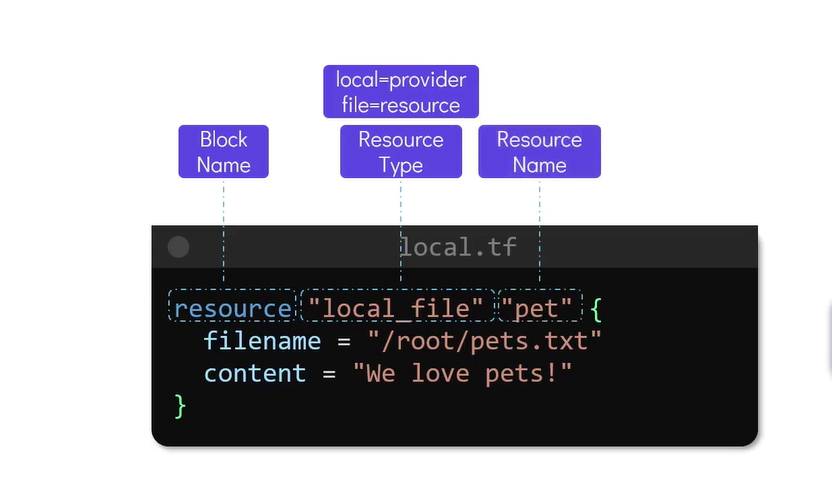 local=provider
file=resource
Block
Name
Resource
Type
Resource
Name
local.tf
resource "local_file" "pet" {
filename = "/root/pets.txt"
content = "We love pets!"
}